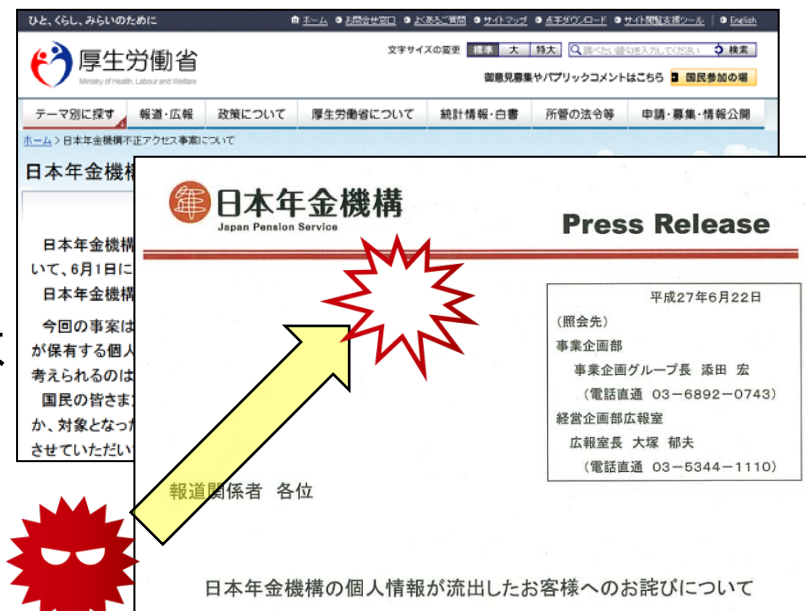 ひと、くらし、みらいのために
ホーム お問合せ窓口 よくあるご質問 サイトマップ 点字ダウンロード サイト閲覧支援ツール English
厚生労働省
Ministry of Health, Labour and Welfare
文字サイズの変更 標準 大 特大 調べたい語句を入力してください 検索
御意見募集やパブリックコメントはこちら 国民参加の場
テーマ別に探す 報道・広報 政策について 厚生労働省について 統計情報・白書 所管の法令等 申請・募集・情報公開
ホーム > 日本年金機構不正アクセス事案について
日本年金機構
日本年金機構
いて、6月1日に
日本年金機構
今回の事案は
が保有する個人
考えられるのは
国民の皆さま
か、対象となった
させていただい
日本年金機構
Japan Pension Service
Press Release
平成27年6月22日
(照会先)
事業企画部
事業企画グループ長 添田 宏
(電話直通 03-6892-0743)
経営企画部広報室
広報室長 大塚 郁夫
(電話直通 03-5344-1110)
報道関係者 各位
日本年金機構の個人情報が流出したお客様へのお詫びについて